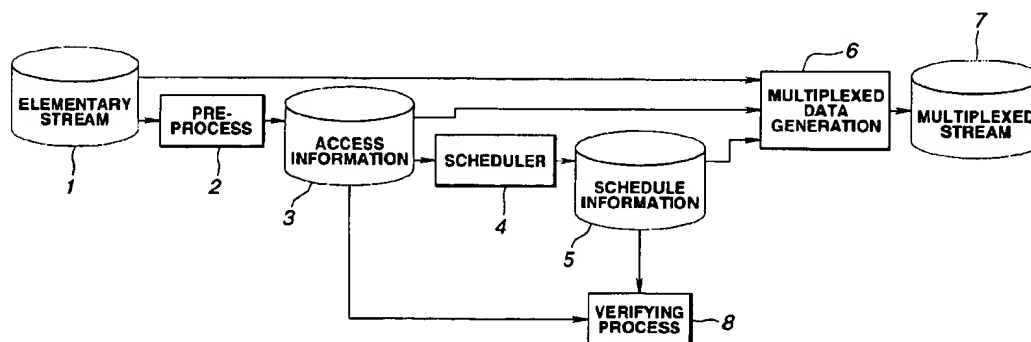 ELEMENTARY
STREAM
1
PRE-
PROCESS
2
ACCESS
INFORMATION
3
SCHEDULER
4
SCHEDULE
INFORMATION
5
6
MULTIPLEXED
DATA
GENERATION
7
MULTIPLEXED
STREAM
VERIFYING
PROCESS
8